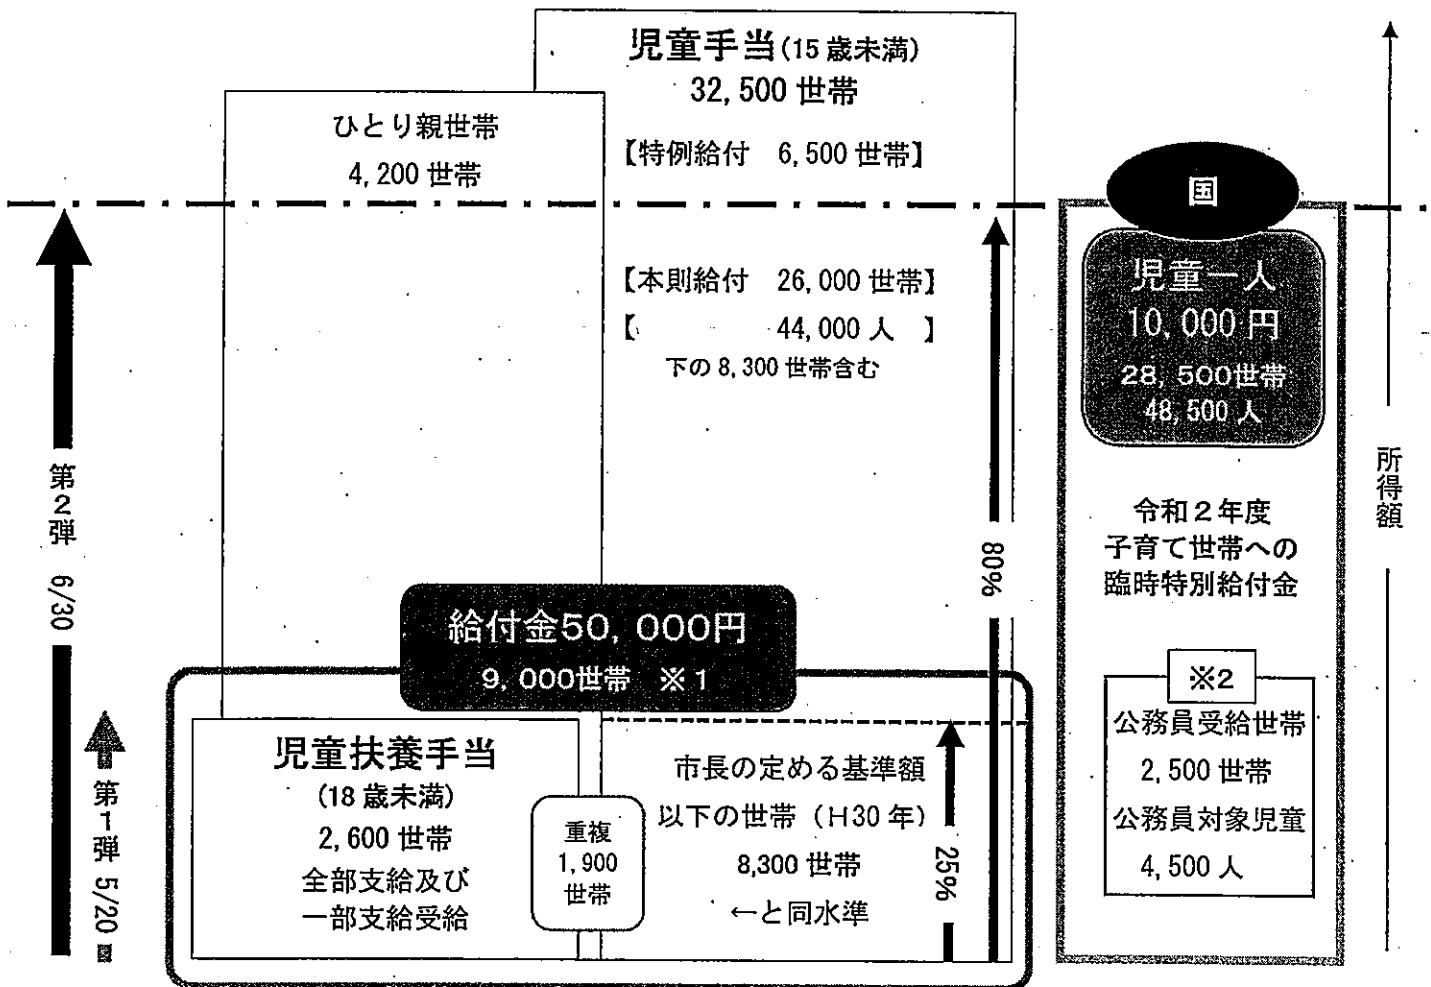 児童手当(15歳未満)
32,500世帯
【特例給付 6,500世帯】
ひとり親世帯
4,200世帯
【本則給付 26,000世帯】
【 44,000人 】
下の8,300世帯含む
国
児童一人
10,000円
28,500世帯
48,500人
令和2年度
子育て世帯への
臨時特別給付金
※2
公務員受給世帯
2,500世帯
公務員対象児童
4,500人
所得額
第2弾 6/30
第1弾 5/20
80%
給付金50,000円
9,000世帯 ※1
児童扶養手当
(18歳未満)
2,600世帯
全部支給及び
一部支給受給
重複
1,900
世帯
市長の定める基準額
以下の世帯(H30年)
8,300世帯
←と同水準
25%